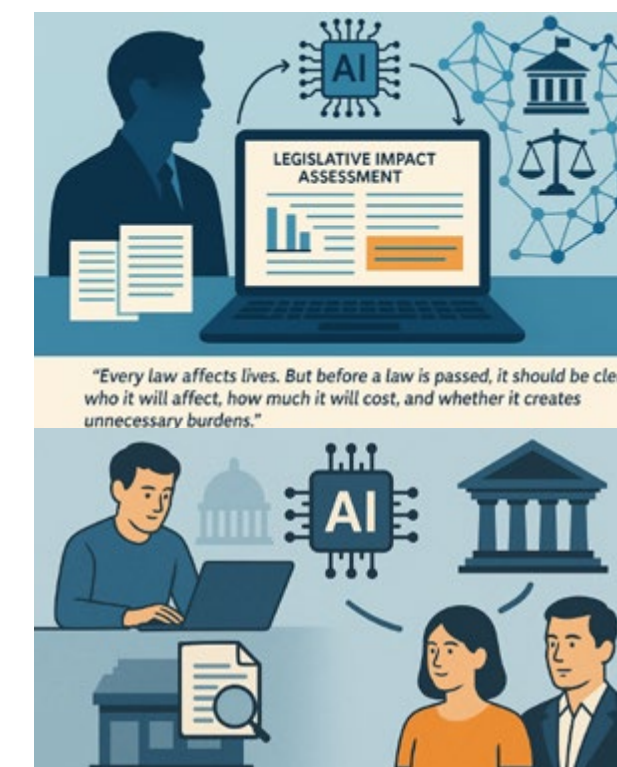 AI
LEGISLATIVE IMPACT
ASSESSMENT
"Every law affects lives. But before a law is passed, it should be
who it will affect, how much it will cost, and whether it creates
unnecessary burdens."
AI